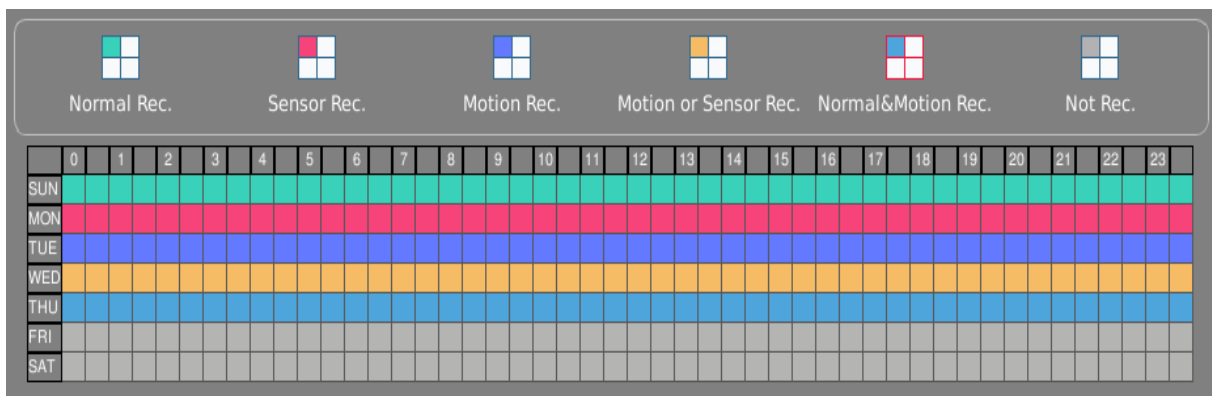 Normal Rec. Sensor Rec. Motion Rec. Motion or Sensor Rec. Normal&Motion Rec. Not Rec.
0 1 2 3 4 5 6 7 8 9 10 11 12 13 14 15 16 17 18 19 20 21 22 23
SUN
MON
TUE
WED
THU
FRI
SAT